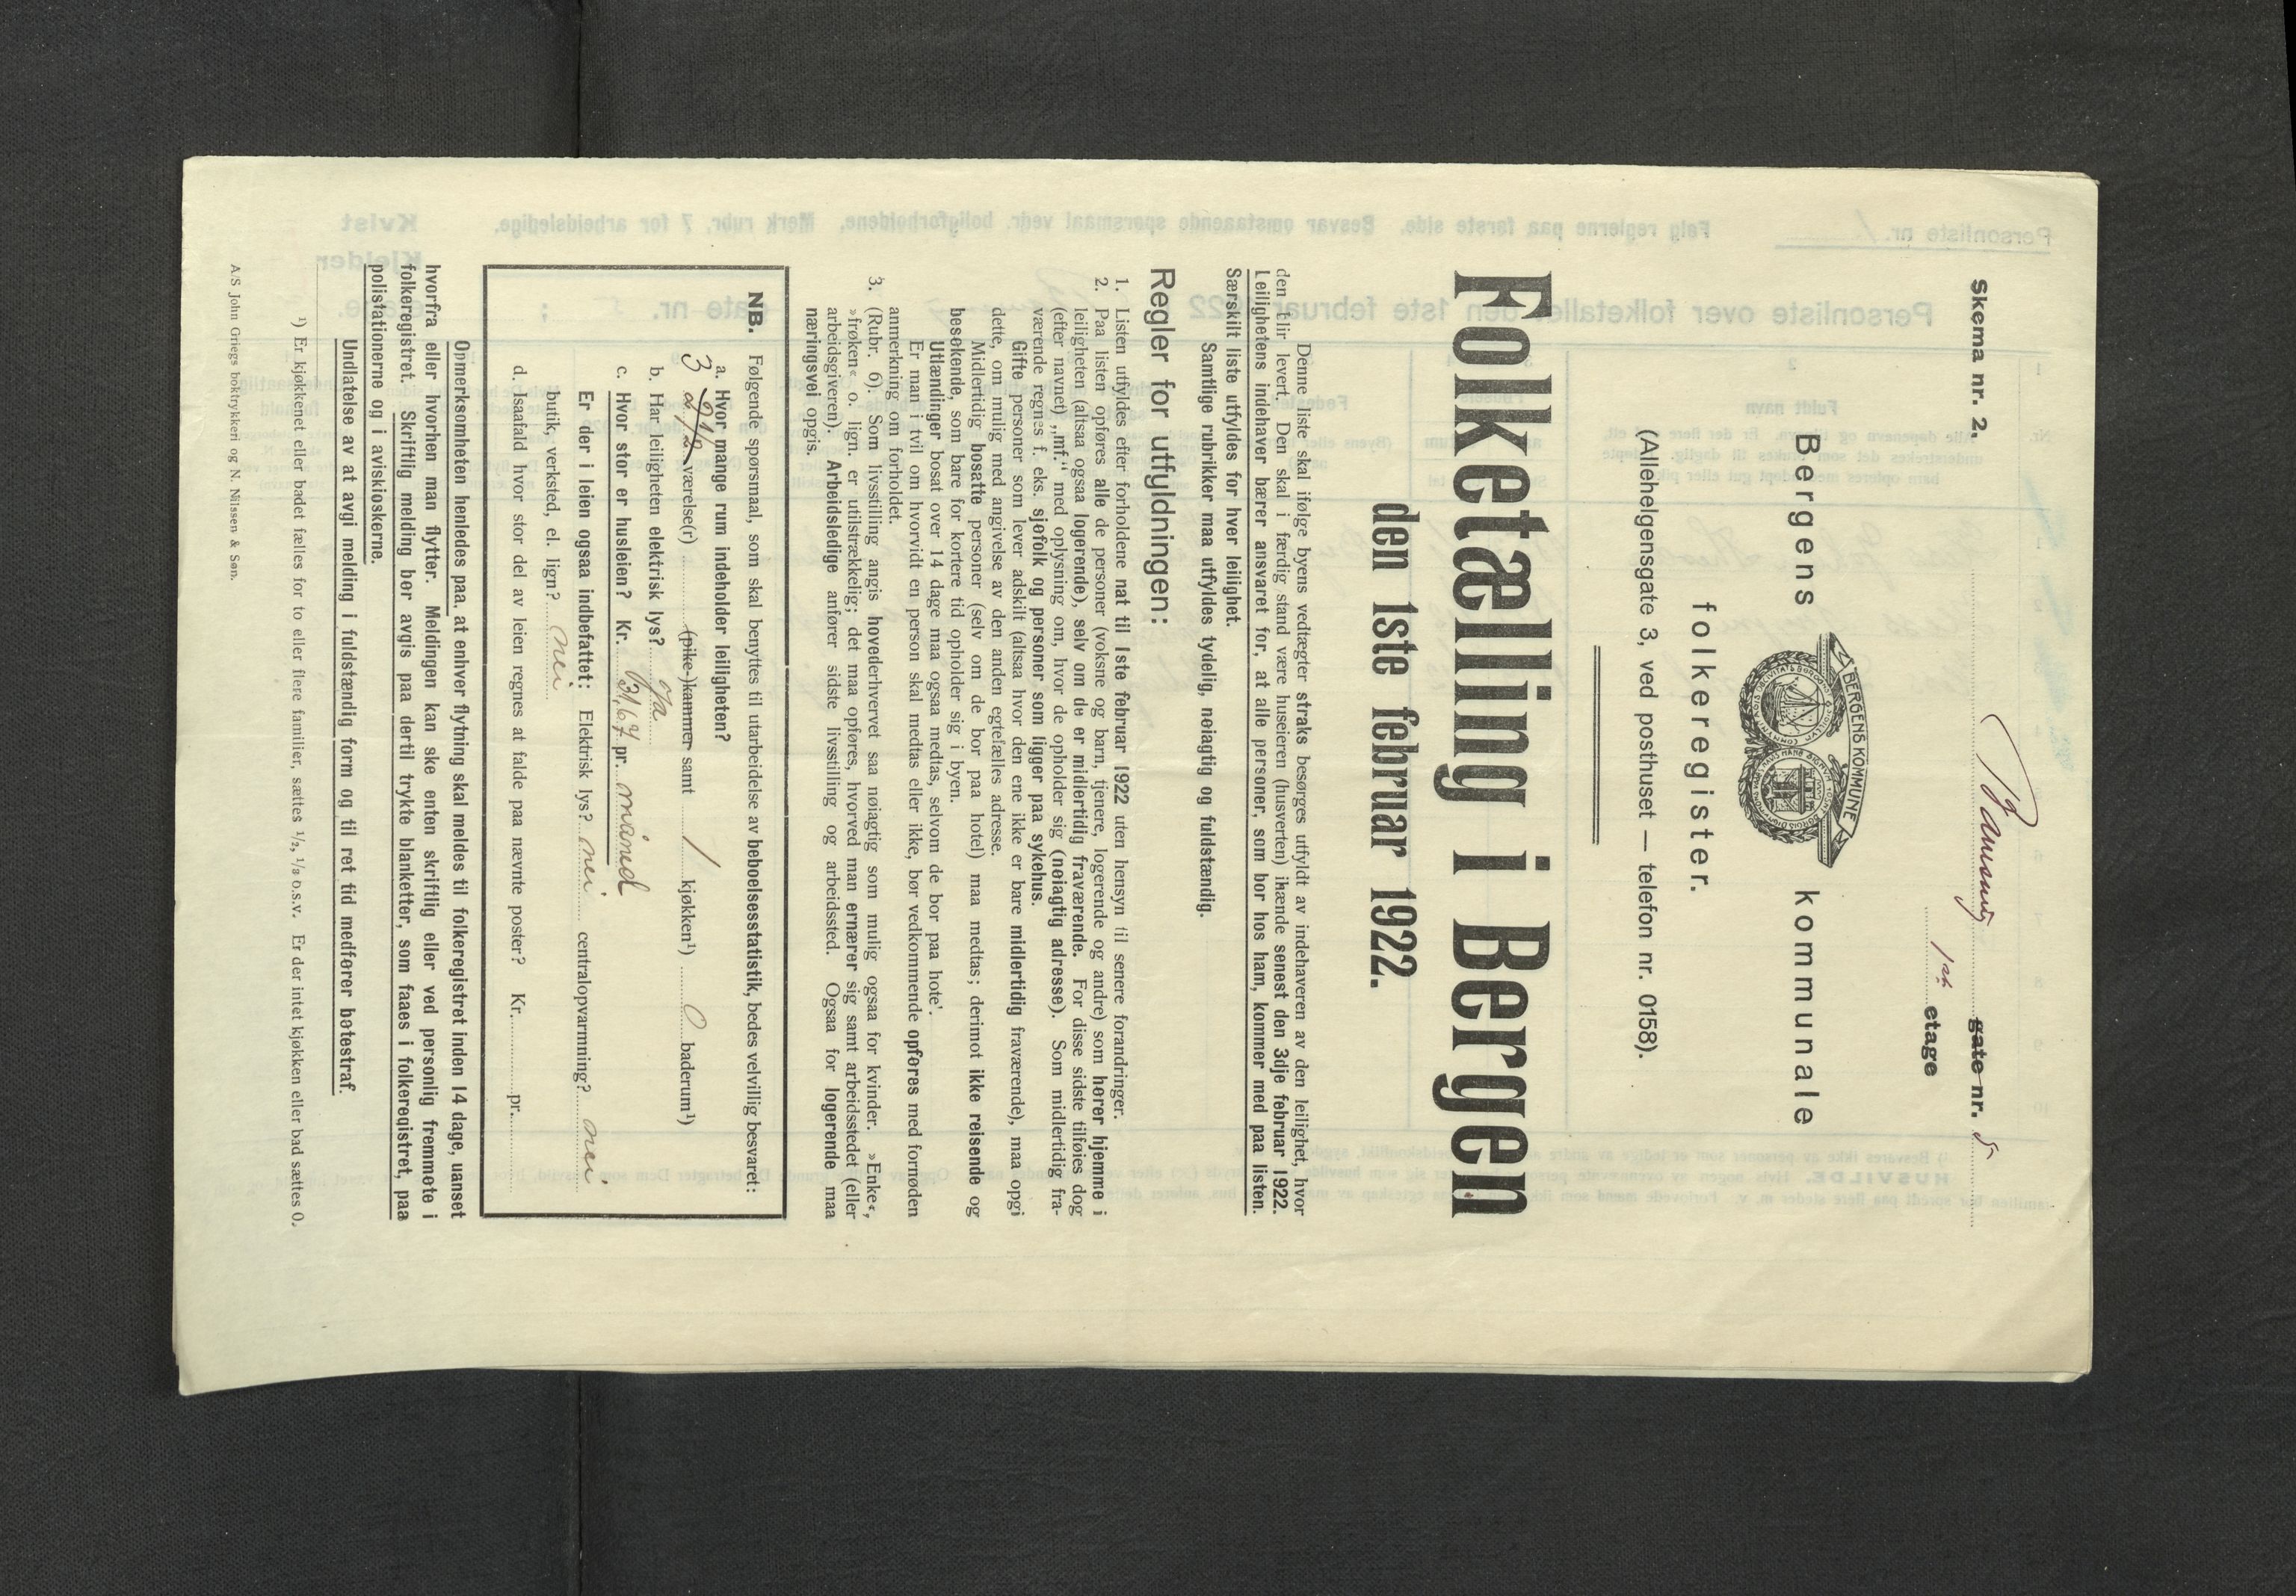 Skema nr. 2.
gate nr. 5
1ste etage
BERGENS KOMMUNE
Bergens kommunale
folkeregister.
(Allehelgensgate 3, ved posthuset — telefon nr. 0158).
Folketælling i Bergen
den 1ste februar 1922.
Denne liste skal ifølge byens vedtægter straks besørges utfyldt av indehaveren av den leilighet, hvor
den blir levert. Den skal i færdig stand være huseieren (husverten) ihænde senest den 3dje februar 1922.
Leilighetens indehaver bærer ansvaret for, at alle personer, som bor hos ham, kommer med paa listen.
Særskilt liste utfyldes for hver leilighet.
Samtlige rubrikker maa utfyldes tydelig, nøiagtig og fuldstændig.
Regler for utfyldningen:
1. Listen utfyldes efter forholdene nat til 1ste februar 1922 uten hensyn til senere forandringer.
2. Paa listen opføres alle de personer (voksne og barn, tjenere, logerende og andre) som hører hjemme i
leiligheten (altsaa ogsaa logerende), selv om de er midlertidig fraværende. For disse sidste tilføies dog
(efter navnet) „mf.“ med oplysning om, hvor de opholder sig (nøiagtig adresse). Som midlertidig fra-
værende regnes f. eks. sjøfolk og personer som ligger paa sykehus.
Gifte personer som lever adskilt (altsaa hvor den ene ikke er bare midlertidig fraværende), maa opgi
dette, om mulig med angivelse av den anden egtefælles adresse.
Midlertidig bosatte personer (selv om de bor paa hotel) maa medtas; derimot ikke reisende og
besøkende, som bare for kortere tid opholder sig i byen.
Utlændinger bosat over 14 dage maa ogsaa medtas, selvom de bor paa hote'.
Er man i tvil om hvorvidt en person skal medtas eller ikke, bør vedkommende opføres med fornøden
anmerkning om forholdet.
3. (Rubr. 6). Som livsstilling angis hovederhvervet saa nøiagtig som mulig ogsaa for kvinder. »Enke«,
»frøken« o. lign. er utilstrækkelig; det maa opføres, hvorved man ernærer sig samt arbeidsstedet (eller
arbeidsgiveren). Arbeidsledige anfører sidste livsstilling og arbeidssted. Ogsaa for logerende maa
næringsvei opgis.
NB. Følgende spørsmaal, som skal benyttes til utarbeidelse av beboelsesstatistik, bedes velvillig besvaret:
a. Hvor mange rum indeholder leiligheten?
3 2 1/2 værelse(r) (pike-)kammer samt 1 kjøkken¹) 0 baderum¹)
b. Har leiligheten elektrisk lys? ja
c. Hvor stor er husleien? Kr. 31,67 pr. måned
Er der i leien ogsaa indbefattet: Elektrisk lys? nei centralopvarmning? nei
butik, verksted, el. lign? nei
d. Isaafald hvor stor del av leien regnes at falde paa nævnte poster? Kr. pr.
Opmerksomheten henledes paa, at enhver flytning skal meldes til folkeregistret inden 14 dage, uanset
hvorfra eller hvorhen man flytter. Meldingen kan ske enten skriftlig eller ved personlig fremmøte i
folkeregistret. Skriftlig melding bør avgis paa dertil trykte blanketter, som faaes i folkeregistret, paa
politstationerne og i aviskioskerne.
Undlatelse av at avgi melding i fuldstændig form og til ret tid medfører bøtestraf.
¹) Er kjøkkenet eller badet fælles for to eller flere familier, sættes ¹/₂, ¹/₃ o.s.v. Er der intet kjøkken eller bad sættes 0.
A/S John Griegs boktrykkeri og N. Nilssen & Søn.